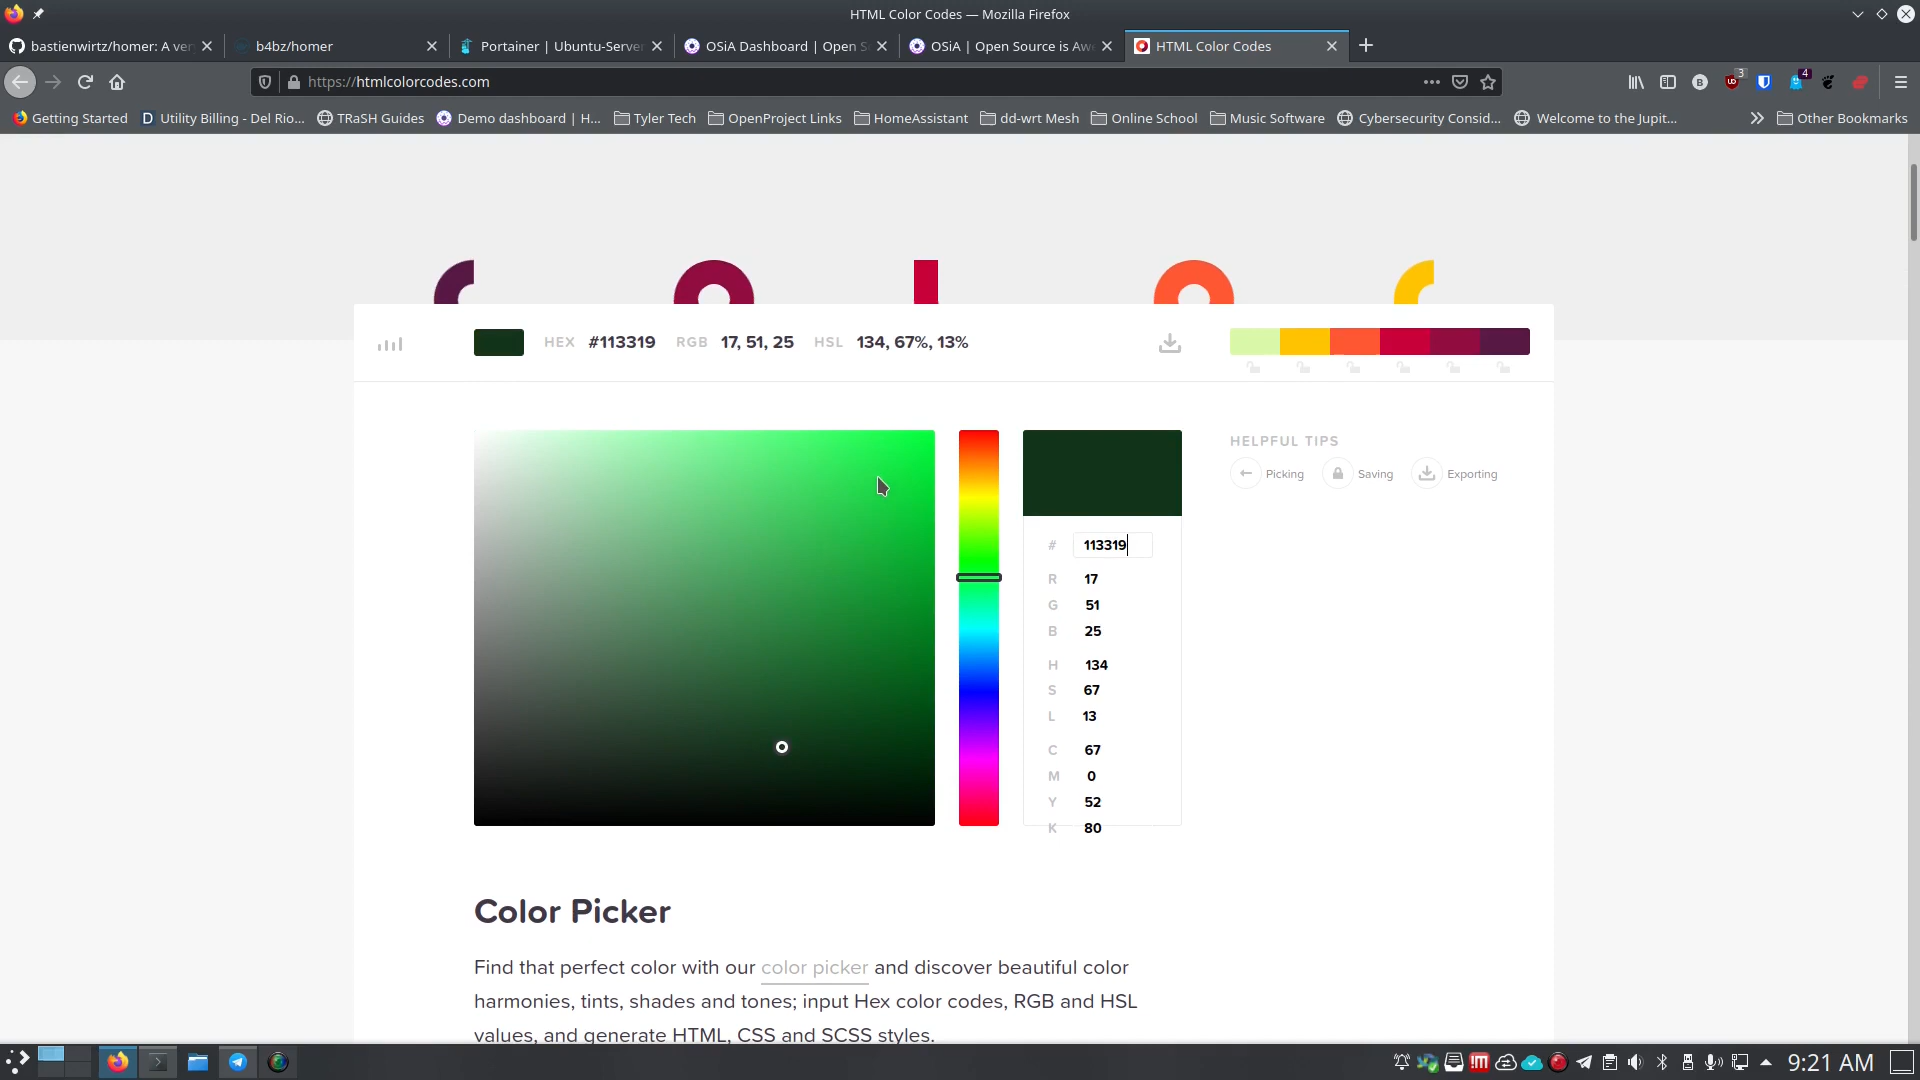 HTML Color Codes — Mozilla Firefox
bastienwirtz/homer: A ver
b4bz/homer
Portainer | Ubuntu-Server
OSiA Dashboard | Open S
OSiA | Open Source is Aw
HTML Color Codes
https://htmlcolorcodes.com
3
4
Getting Started
Utility Billing - Del Rio...
TRaSH Guides
Demo dashboard | H...
Tyler Tech
OpenProject Links
HomeAssistant
dd-wrt Mesh
Online School
Music Software
Cybersecurity Consid...
Welcome to the Jupit...
Other Bookmarks
HEX #113319 RGB 17, 51, 25 HSL 134, 67%, 13%
HELPFUL TIPS
Picking
Saving
Exporting
# 113319
R 17
G 51
B 25
H 134
S 67
L 13
C 67
M 0
Y 52
K 80
Color Picker
Find that perfect color with our color picker and discover beautiful color
harmonies, tints, shades and tones; input Hex color codes, RGB and HSL
values, and generate HTML, CSS and SCSS styles.
9:21 AM